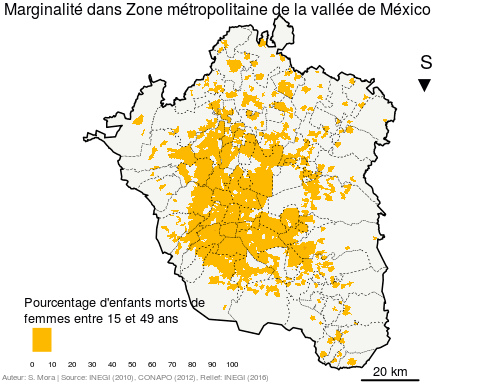 Marginalité dans Zone métropolitaine de la vallée de México
S
Pourcentage d'enfants morts de
femmes entre 15 et 49 ans
0 10 20 30 40 50 60 70 80 90 100
20 km
Auteur: S. Mora | Source: INEGI (2010), CONAPO (2012), Relief: INEGI (2016)